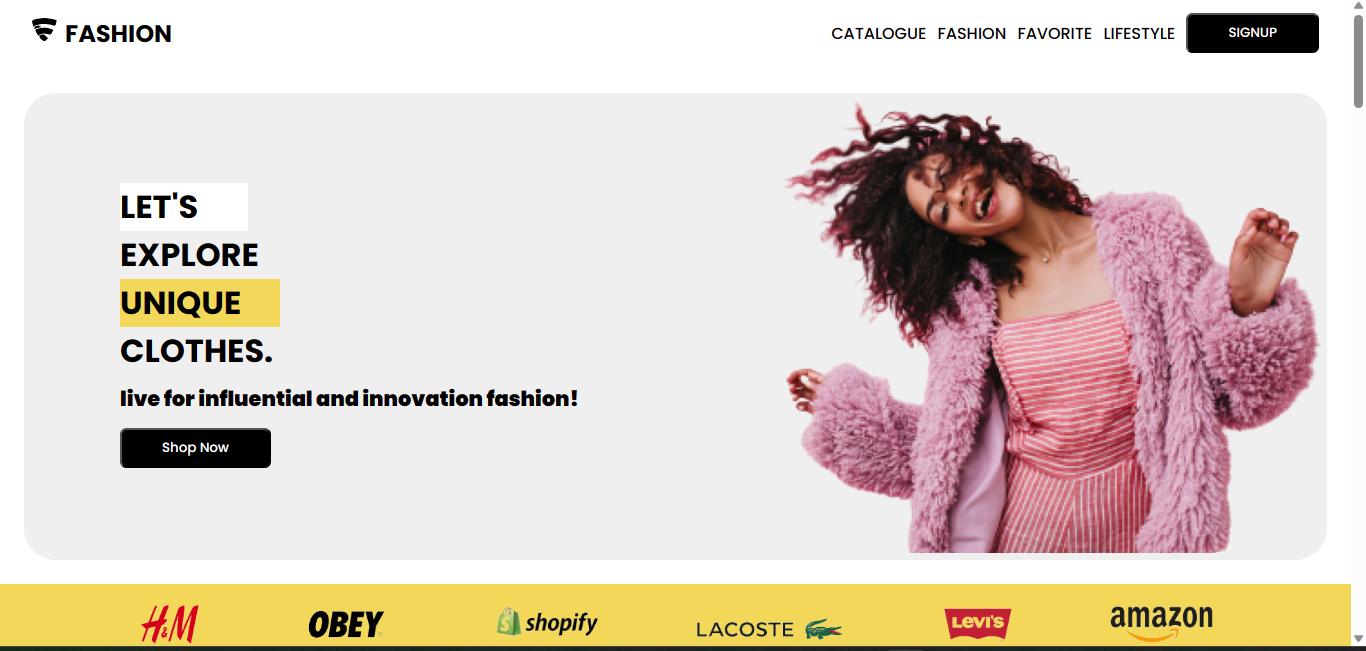 FASHION
CATALOGUE FASHION FAVORITE LIFESTYLE SIGNUP
LET'S
EXPLORE
UNIQUE
CLOTHES.
live for influential and innovation fashion!
Shop Now
H&M OBEY shopify LACOSTE Levi's amazon